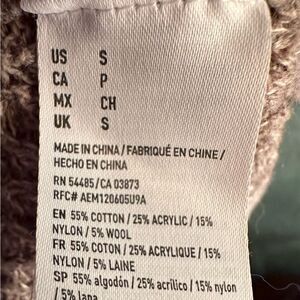 US S
CA P
MX CH
UK S
MADE IN CHINA / FABRIQUÉ EN CHINE /
HECHO EN CHINA
RN 54485 / CA 03873
RFC# AEM120605U9A
EN 55% COTTON / 25% ACRYLIC / 15%
NYLON / 5% WOOL
FR 55% COTON / 25% ACRYLIQUE / 15%
NYLON / 5% LAINE
SP 55% algodón / 25% acrílico / 15% nylon
/ 5% lana